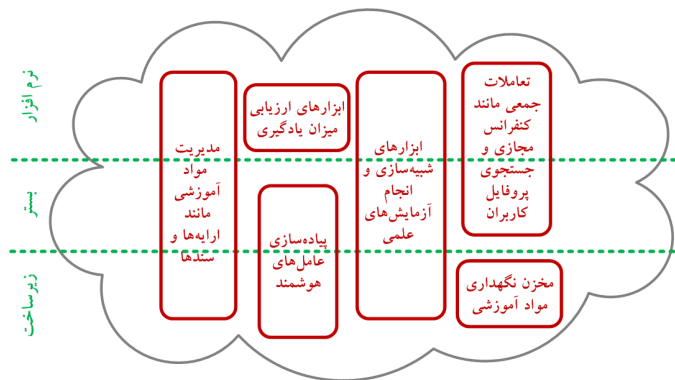 تعاملات
جمعی مانند
کنفرانس
مجازی و
جستجوی
پروفایل
کاربران
ابزارهای
شبیه‌سازی و
انجام
آزمایش‌های
علمی
ابزارهای ارزیابی
میزان یادگیری
مدیریت
مواد
آموزشی
مانند
ارایه‌ها و
سندها
پیاده‌سازی
عامل‌های
هوشمند
مخزن نگهداری
مواد آموزشی
نرم افزار
بستر
زیرساخت